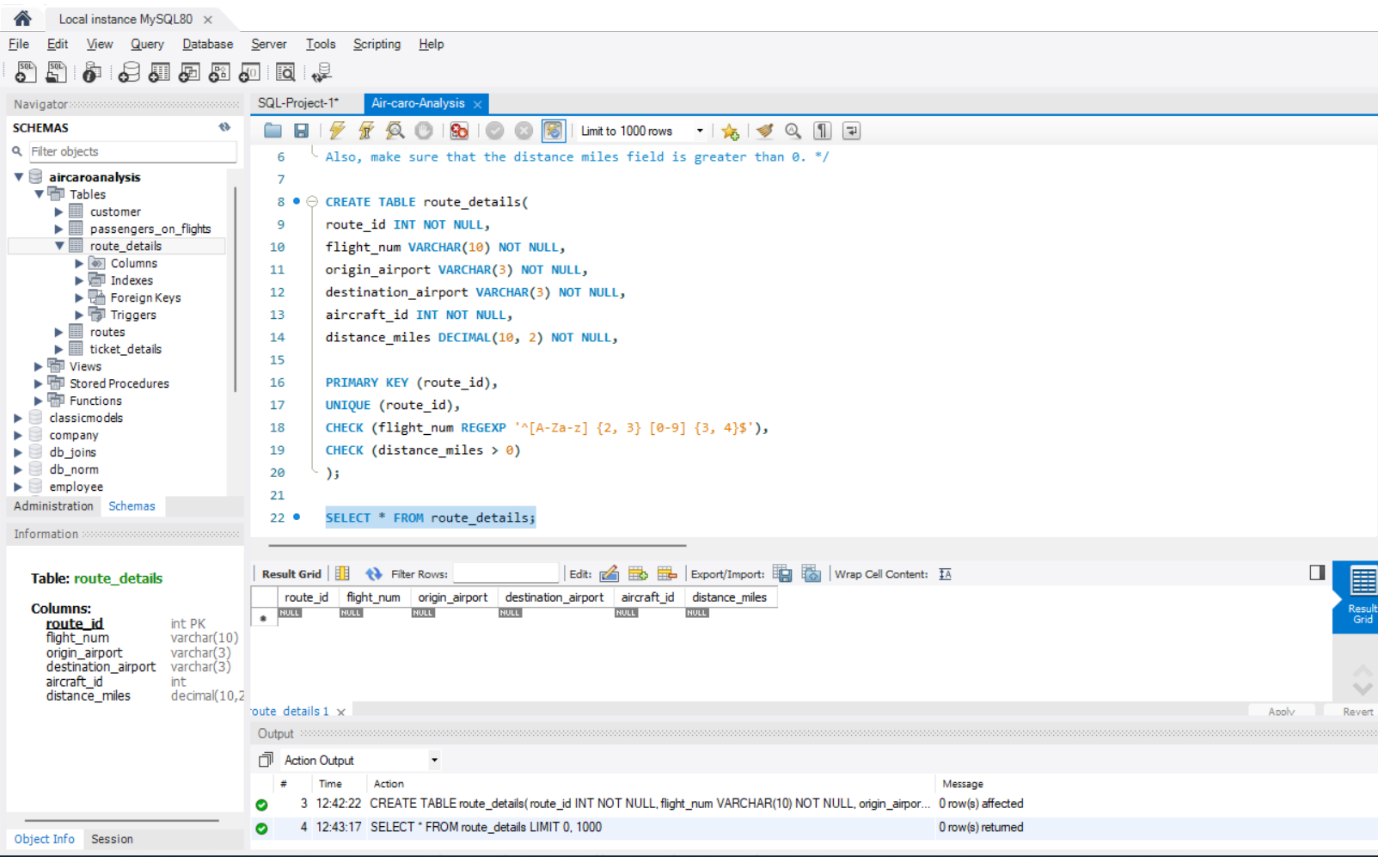 Local instance MySQL80 ×
File Edit View Query Database Server Tools Scripting Help
Navigator
SCHEMAS
Filter objects
aircaroanalysis
Tables
customer
passengers_on_flights
route_details
Columns
Indexes
Foreign Keys
Triggers
routes
ticket_details
Views
Stored Procedures
Functions
classicmodels
company
db_joins
db_norm
employee
Administration Schemas
Information
Table: route_details
Columns:
route_id int PK
flight_num varchar(10)
origin_airport varchar(3)
destination_airport varchar(3)
aircraft_id int
distance_miles decimal(10,2
Object Info Session
SQL-Project-1* Air-caro-Analysis ×
Limit to 1000 rows
6 Also, make sure that the distance miles field is greater than 0. */
7
8 CREATE TABLE route_details(
9 route_id INT NOT NULL,
10 flight_num VARCHAR(10) NOT NULL,
11 origin_airport VARCHAR(3) NOT NULL,
12 destination_airport VARCHAR(3) NOT NULL,
13 aircraft_id INT NOT NULL,
14 distance_miles DECIMAL(10, 2) NOT NULL,
15
16 PRIMARY KEY (route_id),
17 UNIQUE (route_id),
18 CHECK (flight_num REGEXP '^[A-Za-z] {2, 3} [0-9] {3, 4}$'),
19 CHECK (distance_miles > 0)
20 );
21
22 SELECT * FROM route_details;
Result Grid Filter Rows: Edit: Export/Import: Wrap Cell Content:
route_id flight_num origin_airport destination_airport aircraft_id distance_miles
* NULL NULL NULL NULL NULL NULL
Result
Grid
route_details 1 × Apply Revert
Output
Action Output
# Time Action Message
3 12:42:22 CREATE TABLE route_details( route_id INT NOT NULL, flight_num VARCHAR(10) NOT NULL, origin_airpor... 0 row(s) affected
4 12:43:17 SELECT * FROM route_details LIMIT 0, 1000 0 row(s) returned